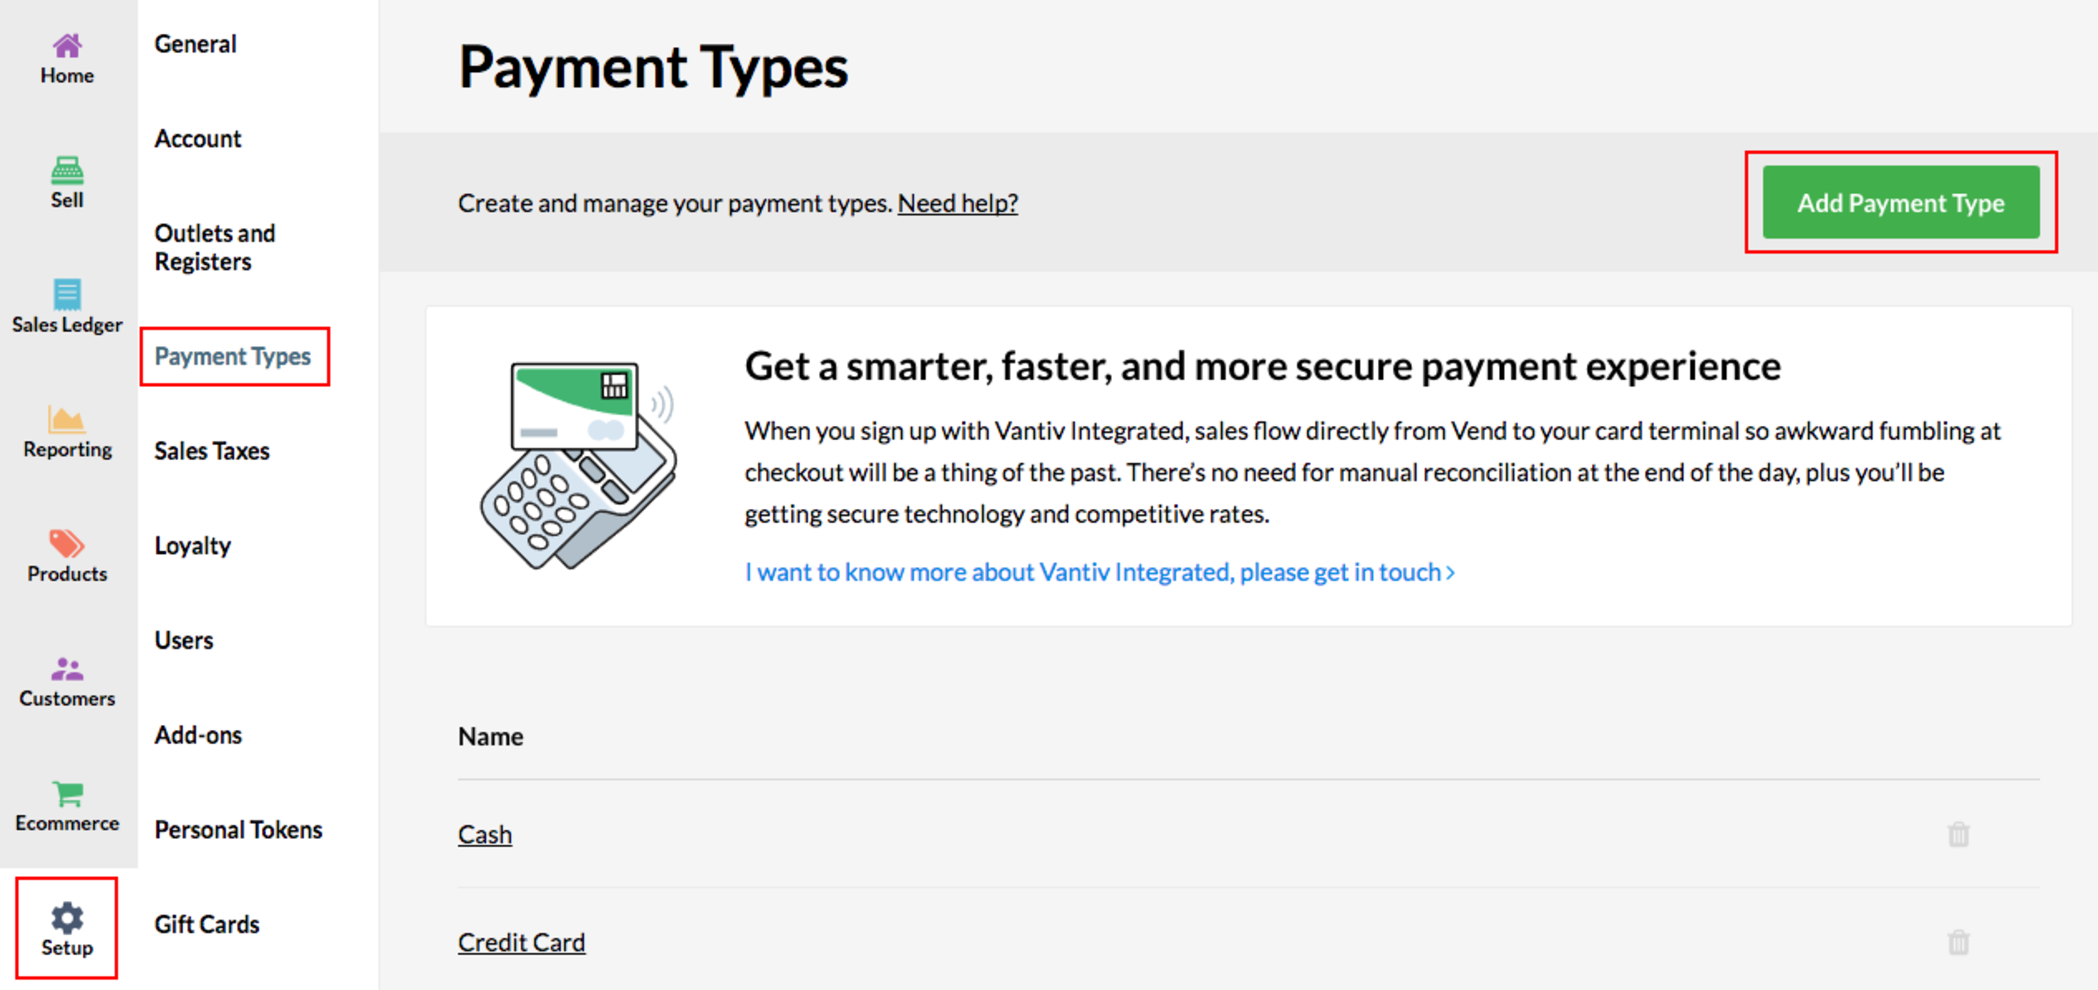 Home
Sell
Sales Ledger
Reporting
Products
Customers
Ecommerce
Setup
General
Account
Outlets and
Registers
Payment Types
Sales Taxes
Loyalty
Users
Add-ons
Personal Tokens
Gift Cards
Payment Types
Create and manage your payment types. Need help?
Add Payment Type
Get a smarter, faster, and more secure payment experience
When you sign up with Vantiv Integrated, sales flow directly from Vend to your card terminal so awkward fumbling at
checkout will be a thing of the past. There’s no need for manual reconciliation at the end of the day, plus you’ll be
getting secure technology and competitive rates.
I want to know more about Vantiv Integrated, please get in touch ›
Name
Cash
Credit Card